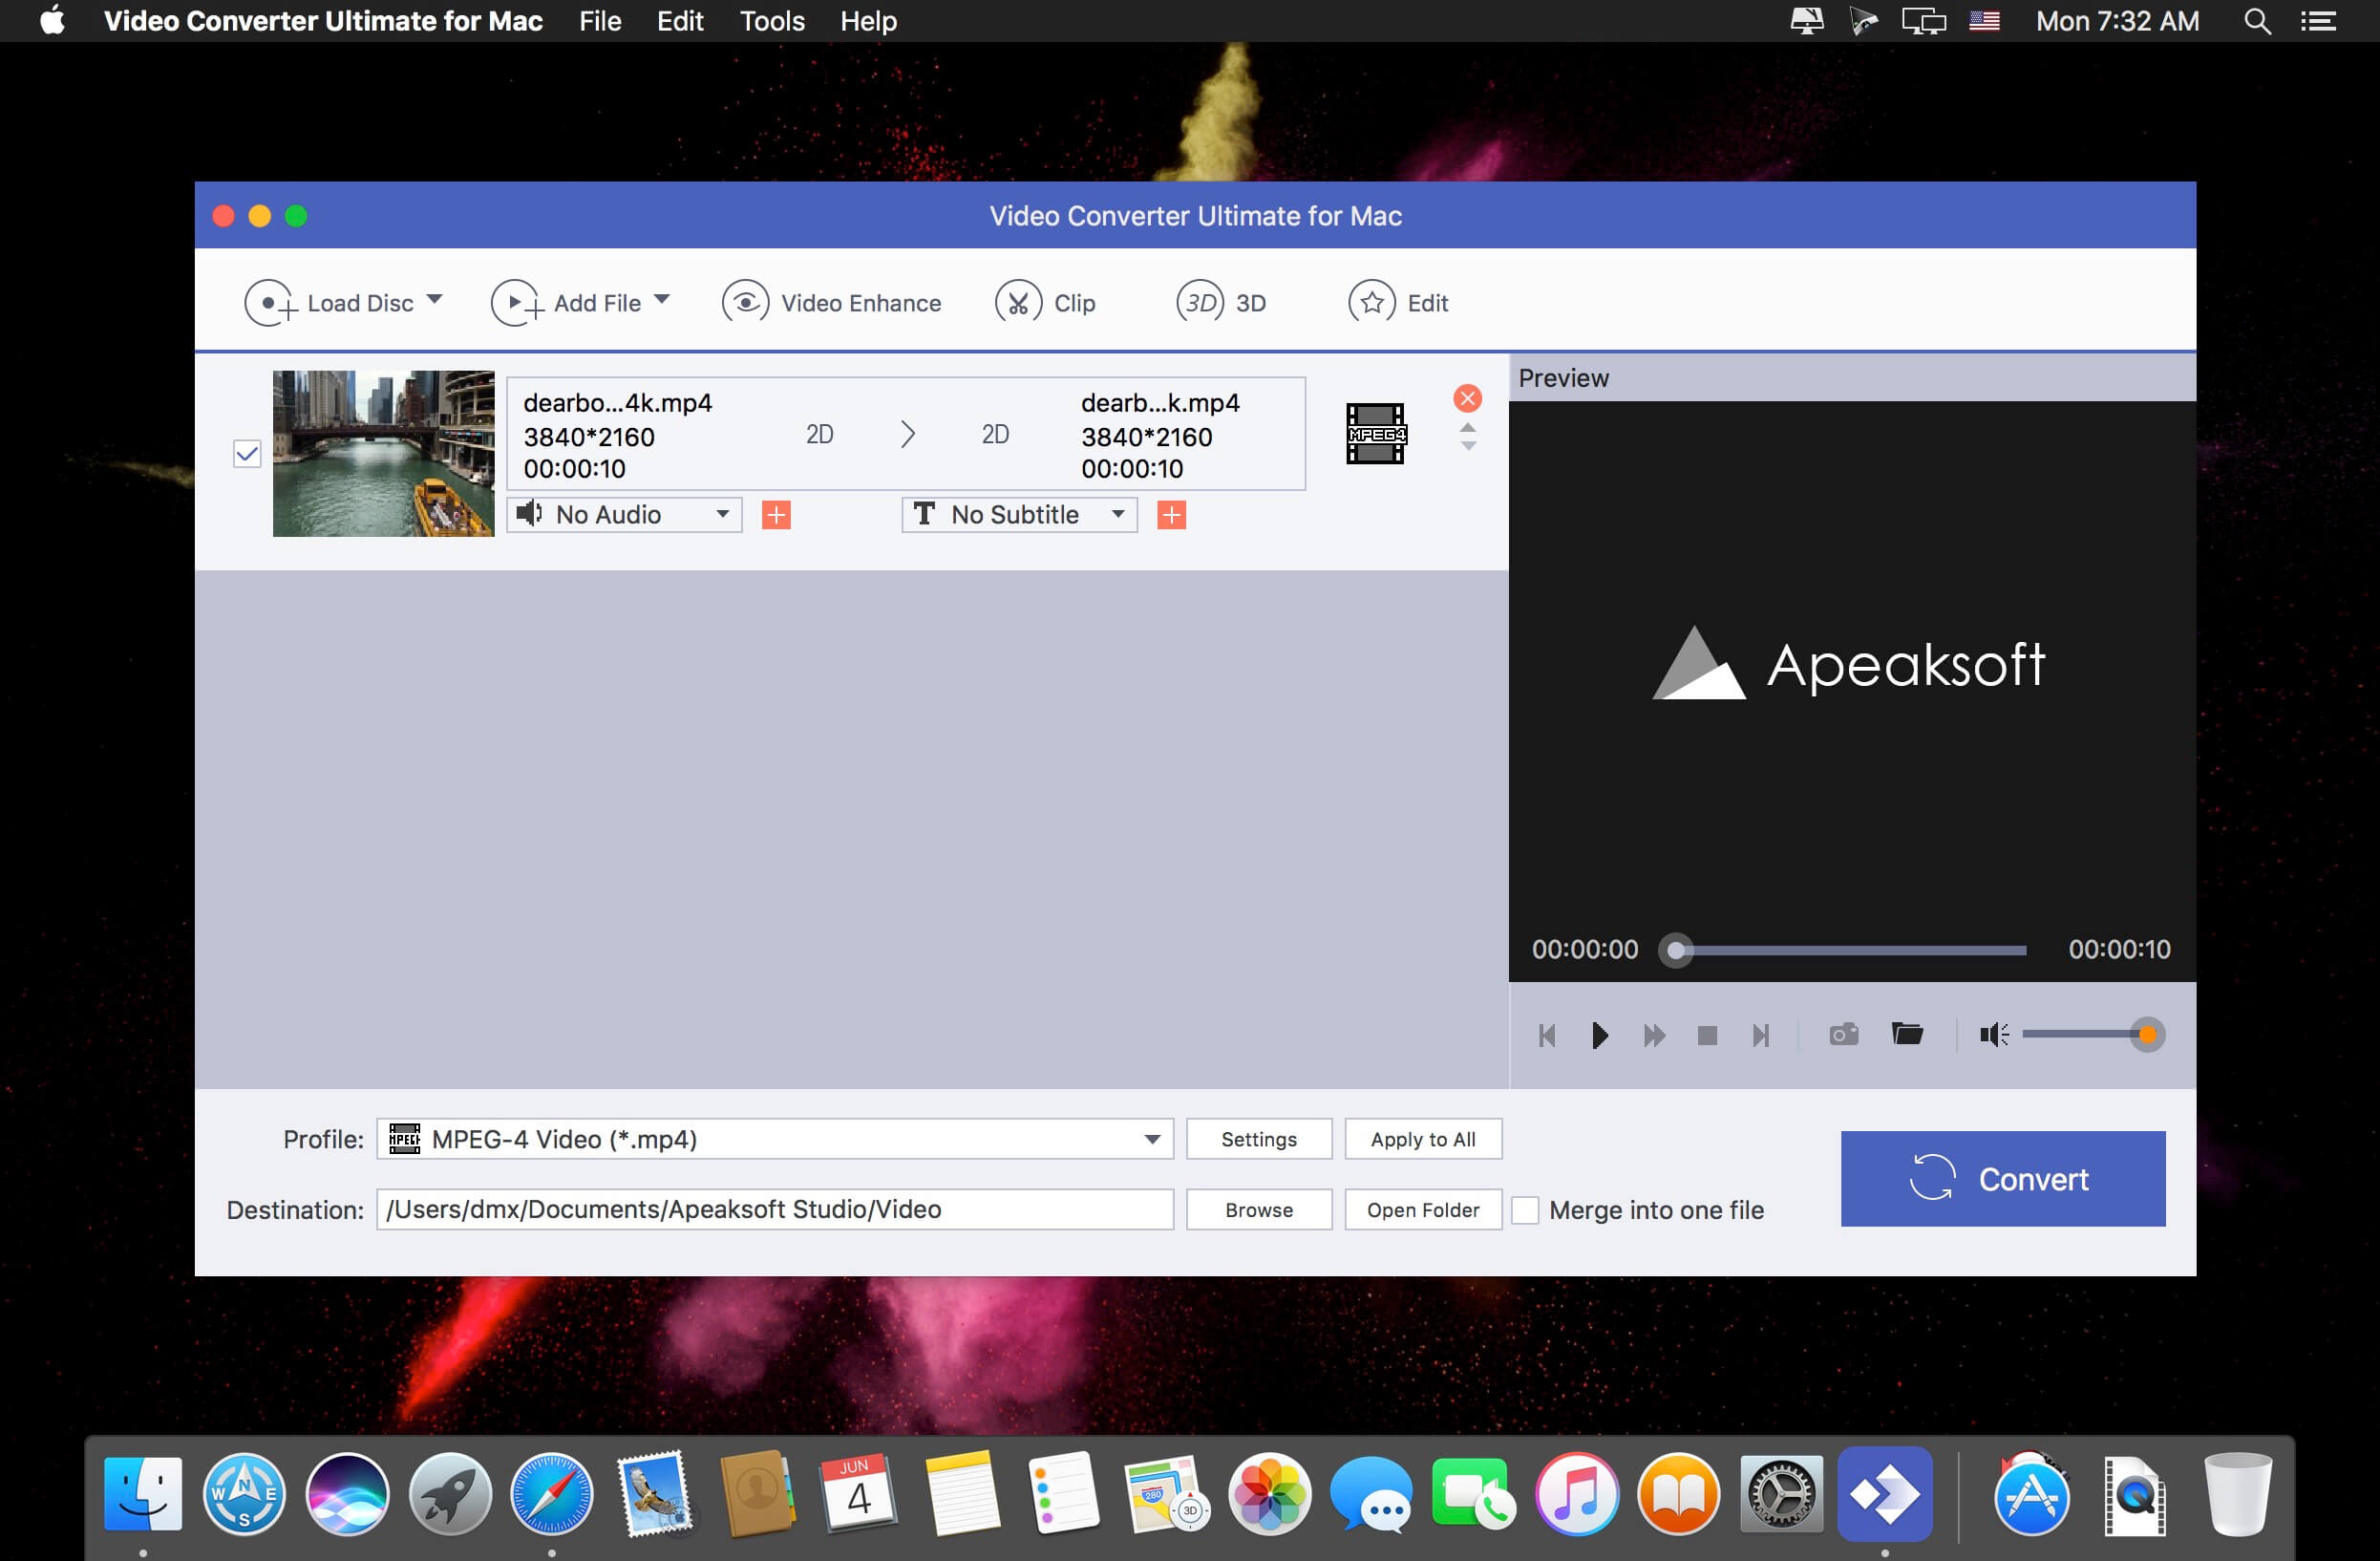 Video Converter Ultimate for Mac File Edit Tools Help Mon 7:32 AM
Video Converter Ultimate for Mac
Load Disc Add File Video Enhance Clip 3D 3D Edit
Preview
dearbo...4k.mp4
3840*2160
00:00:10
2D
2D
dearb...k.mp4
3840*2160
00:00:10
MPEG4
No Audio
T No Subtitle
Apeaksoft
00:00:00 00:00:10
Profile: MPEG-4 Video (*.mp4) Settings Apply to All
Convert
Destination: /Users/dmx/Documents/Apeaksoft Studio/Video Browse Open Folder Merge into one file
N
W E
S
JUN
4
280
3D